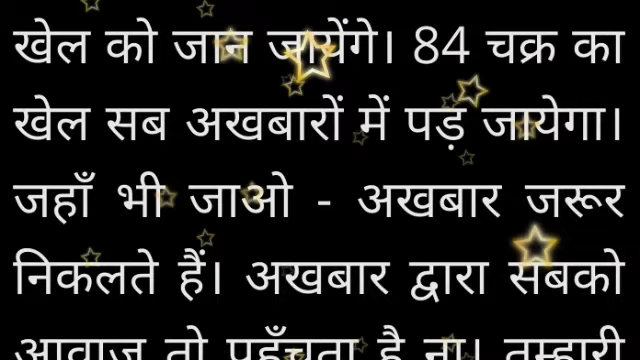 खेल को जान जायेंगे। 84 चक्र का
खेल सब अखबारों में पड़ जायेगा।
जहाँ भी जाओ - अखबार जरूर
निकलते हैं। अखबार द्वारा सबको
आवाज तो पहुँचता है ना। तुम्हारी